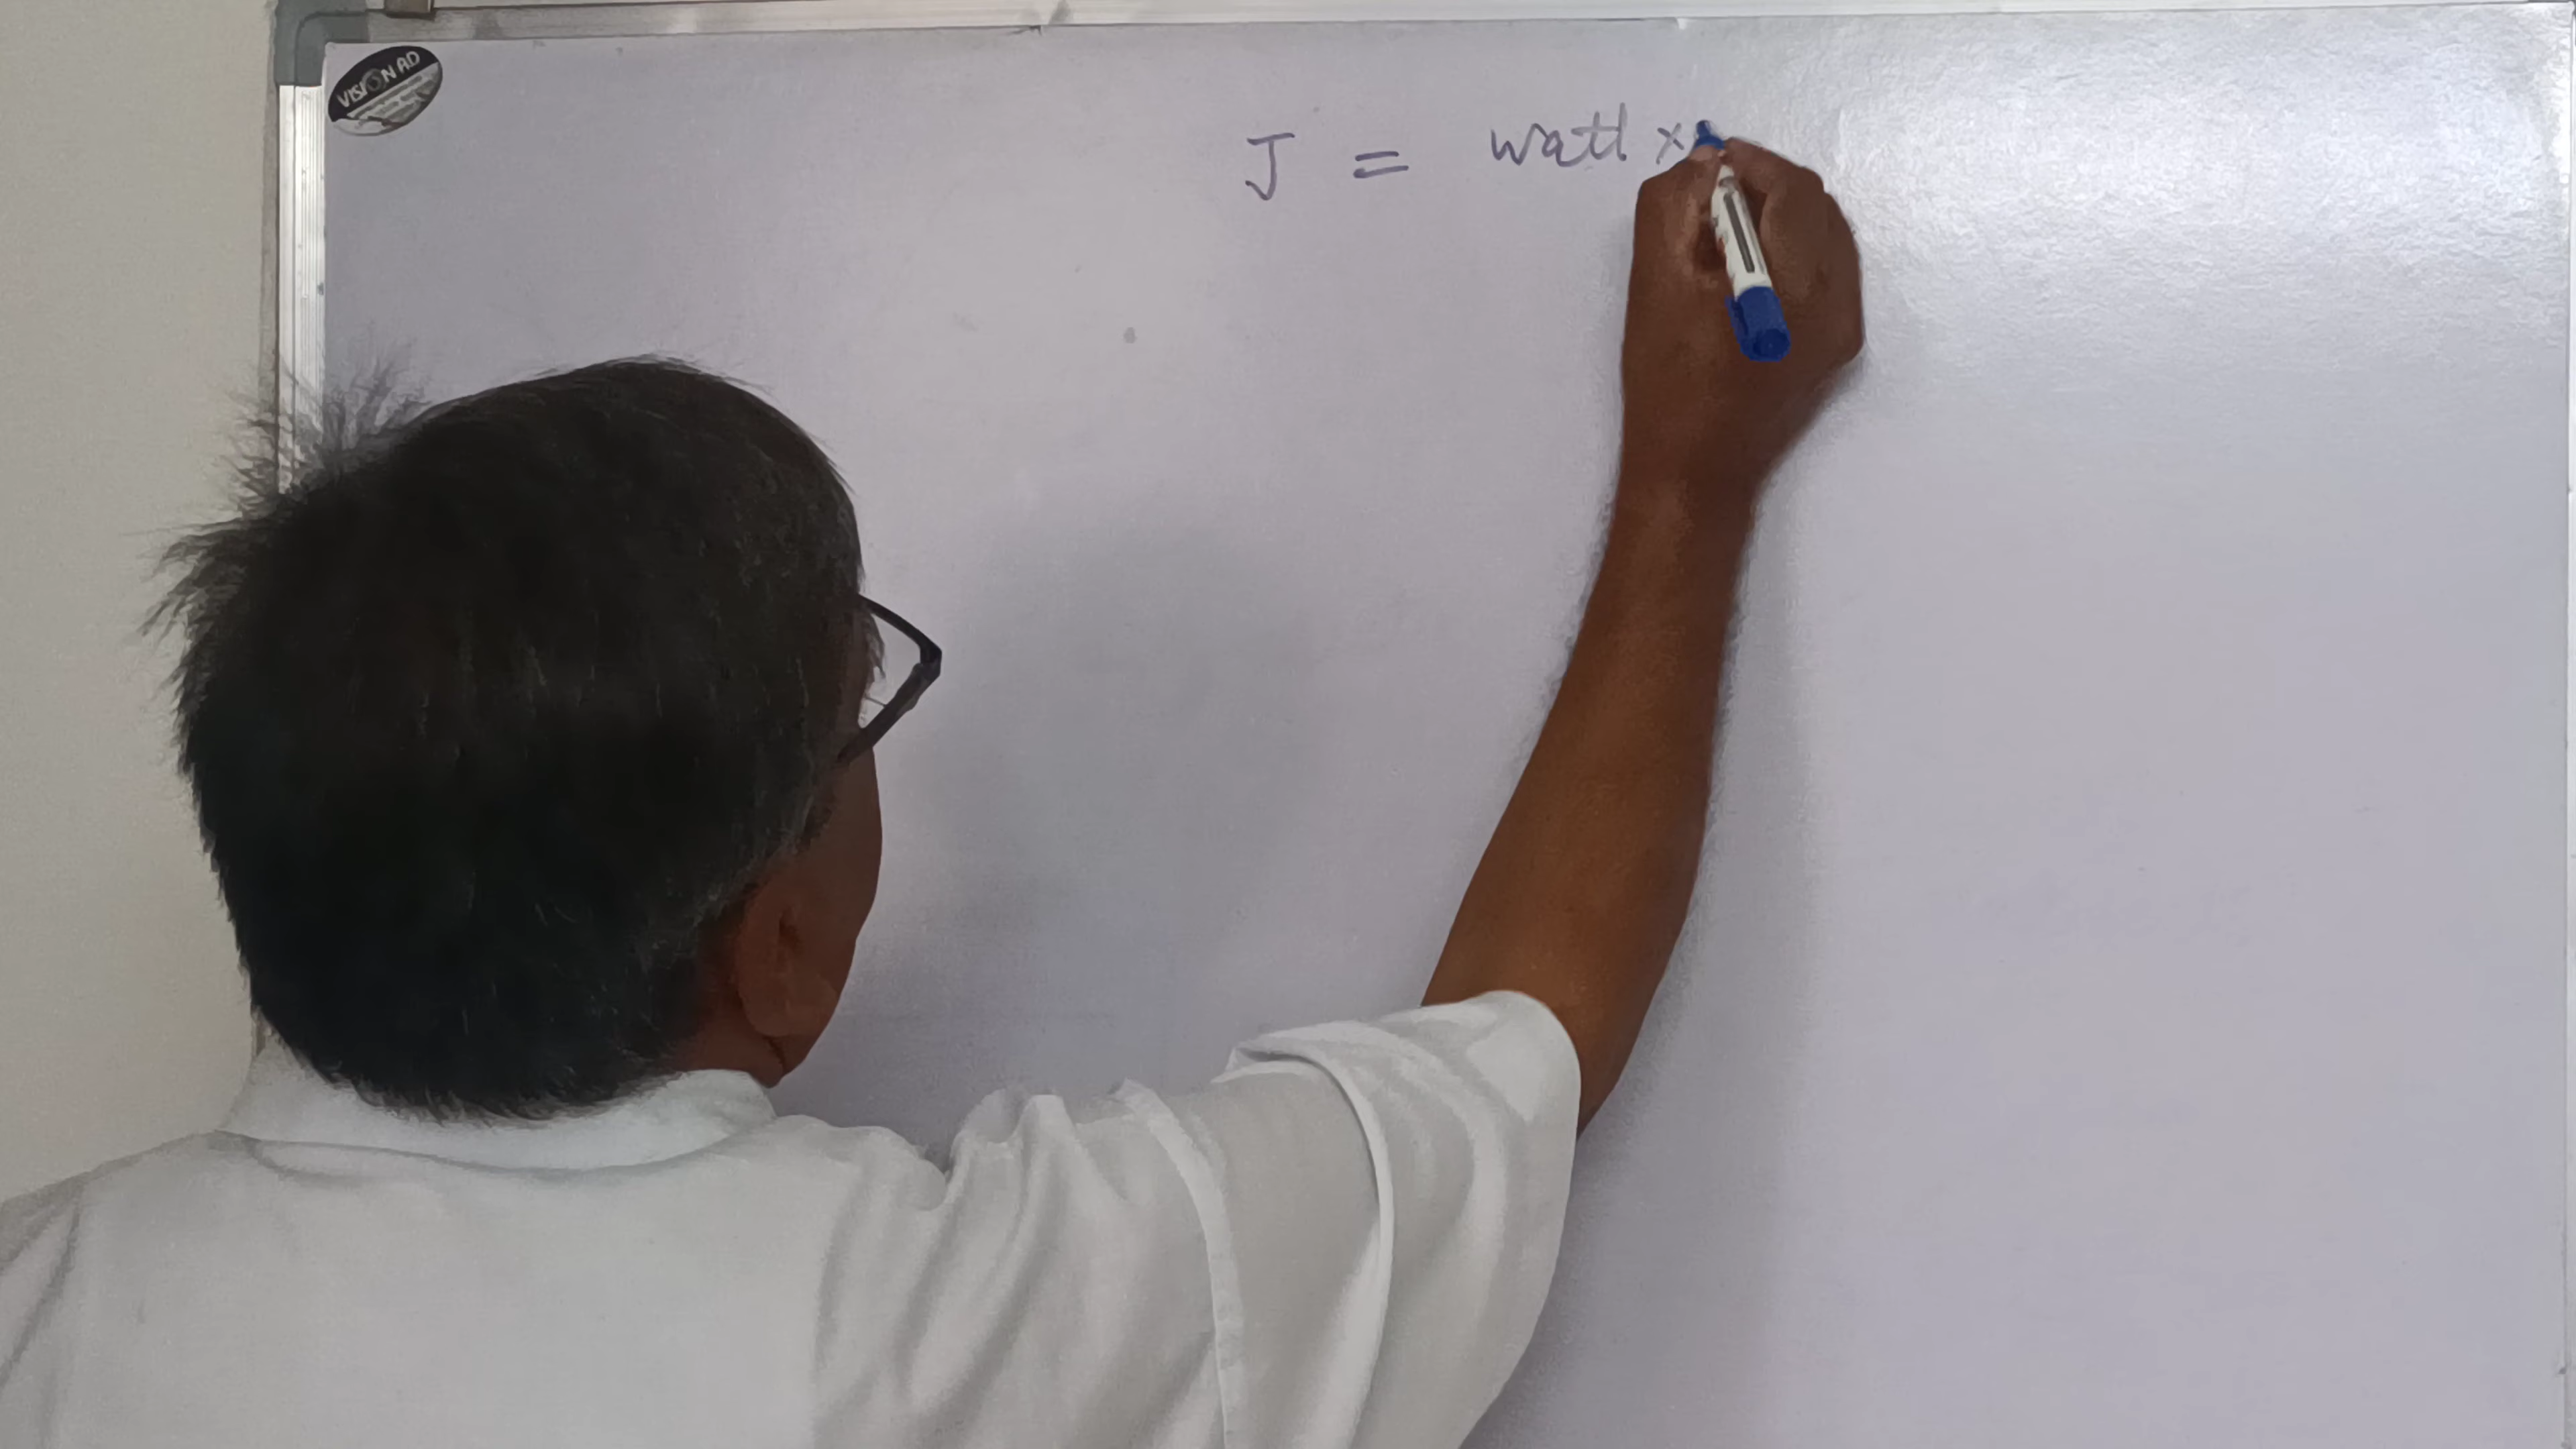 VISION AD
J = watt ×